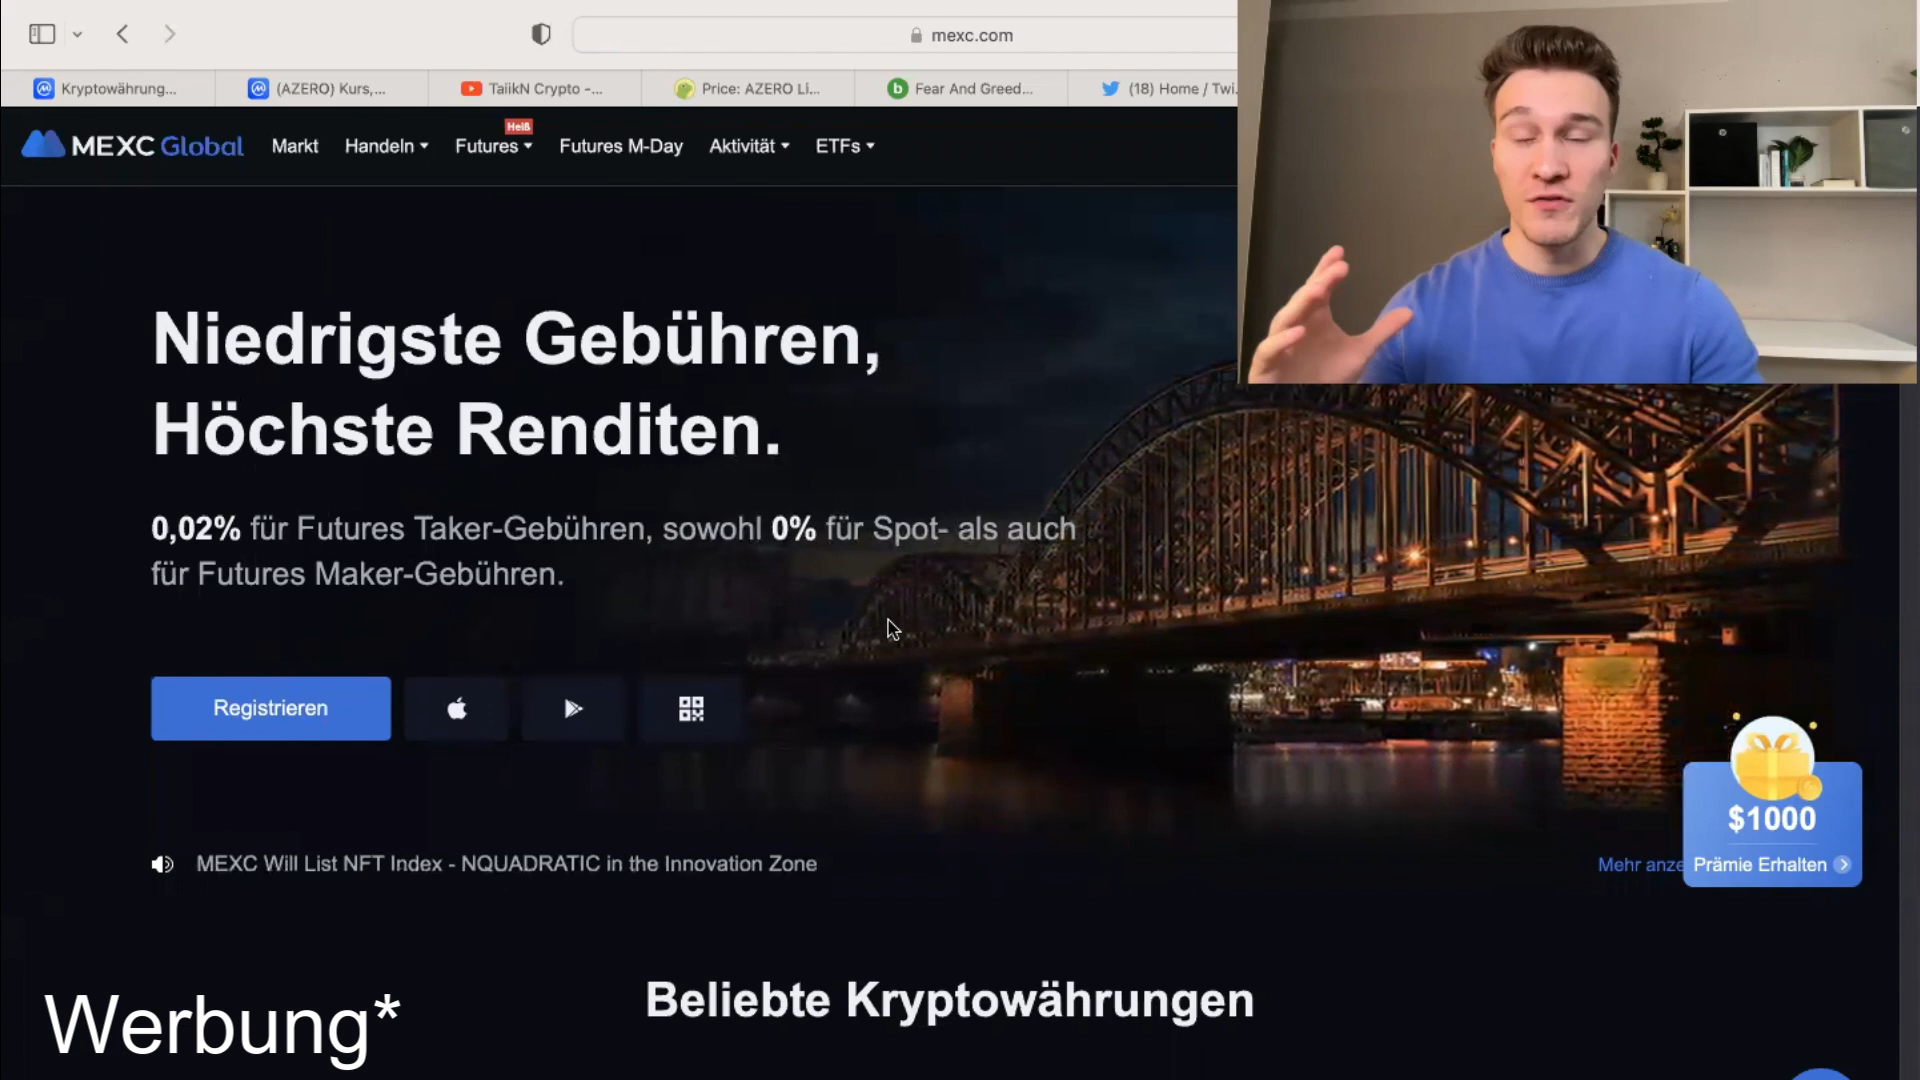 mexc.com
Kryptowährung...
(AZERO) Kurs,...
TaiikN Crypto -...
Price: AZERO Li...
Fear And Greed...
(18) Home / Twi.
MEXC Global
Markt
Handeln
Heiß
Futures
Futures M-Day
Aktivität
ETFs
Niedrigste Gebühren,
Höchste Renditen.
0,02% für Futures Taker-Gebühren, sowohl 0% für Spot- als auch
für Futures Maker-Gebühren.
Registrieren
MEXC Will List NFT Index - NQUADRATIC in the Innovation Zone
Mehr anze
$1000
Prämie Erhalten
Beliebte Kryptowährungen
Werbung*